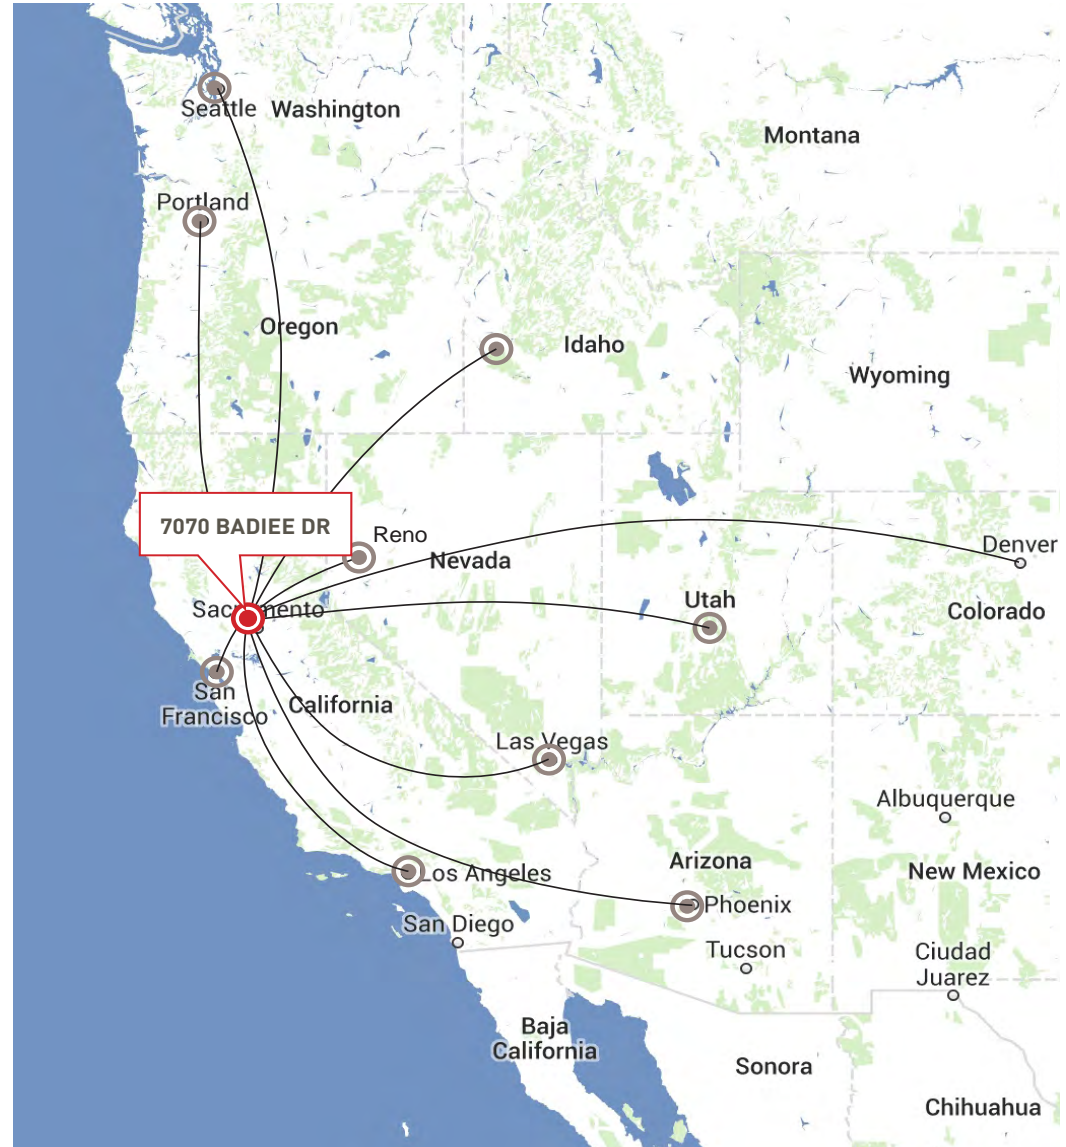 Seattle
Washington
Montana
Portland
Oregon
Idaho
Wyoming
7070 BADIEE DR
Reno
Nevada
Denver
Sacramento
Utah
Colorado
San
Francisco
California
Las Vegas
Albuquerque
Arizona
New Mexico
Los Angeles
Phoenix
San Diego
Tucson
Ciudad
Juarez
Baja
California
Sonora
Chihuahua